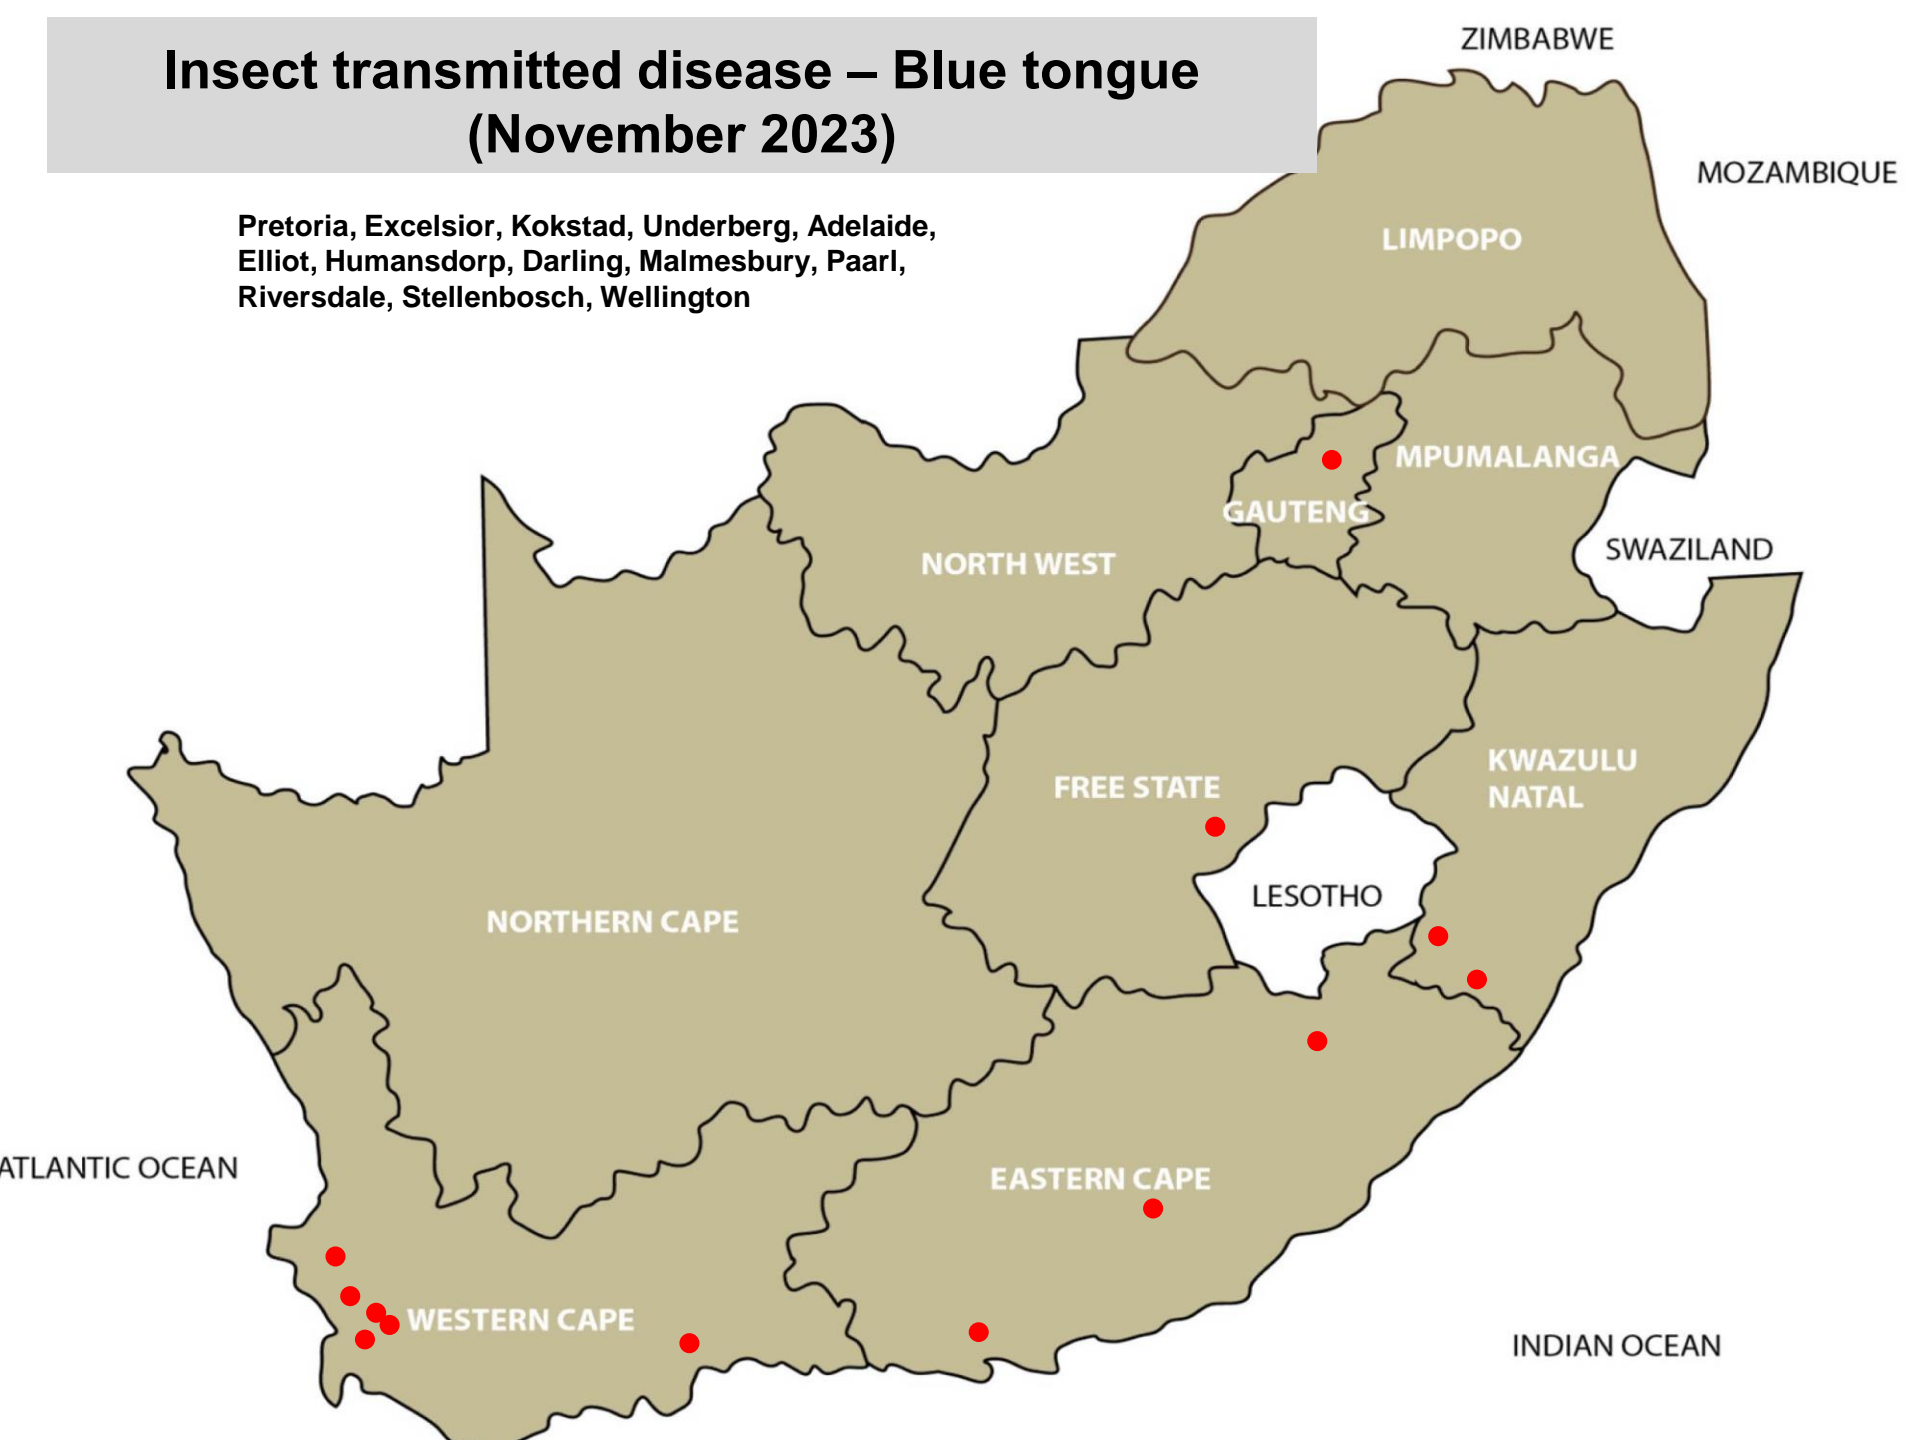 Insect transmitted disease – Blue tongue
(November 2023)
Pretoria, Excelsior, Kokstad, Underberg, Adelaide,
Elliot, Humansdorp, Darling, Malmesbury, Paarl,
Riversdale, Stellenbosch, Wellington
ZIMBABWE
MOZAMBIQUE
LIMPOPO
MPUMALANGA
GAUTENG
SWAZILAND
NORTH WEST
KWAZULU
NATAL
FREE STATE
LESOTHO
NORTHERN CAPE
ATLANTIC OCEAN
EASTERN CAPE
WESTERN CAPE
INDIAN OCEAN